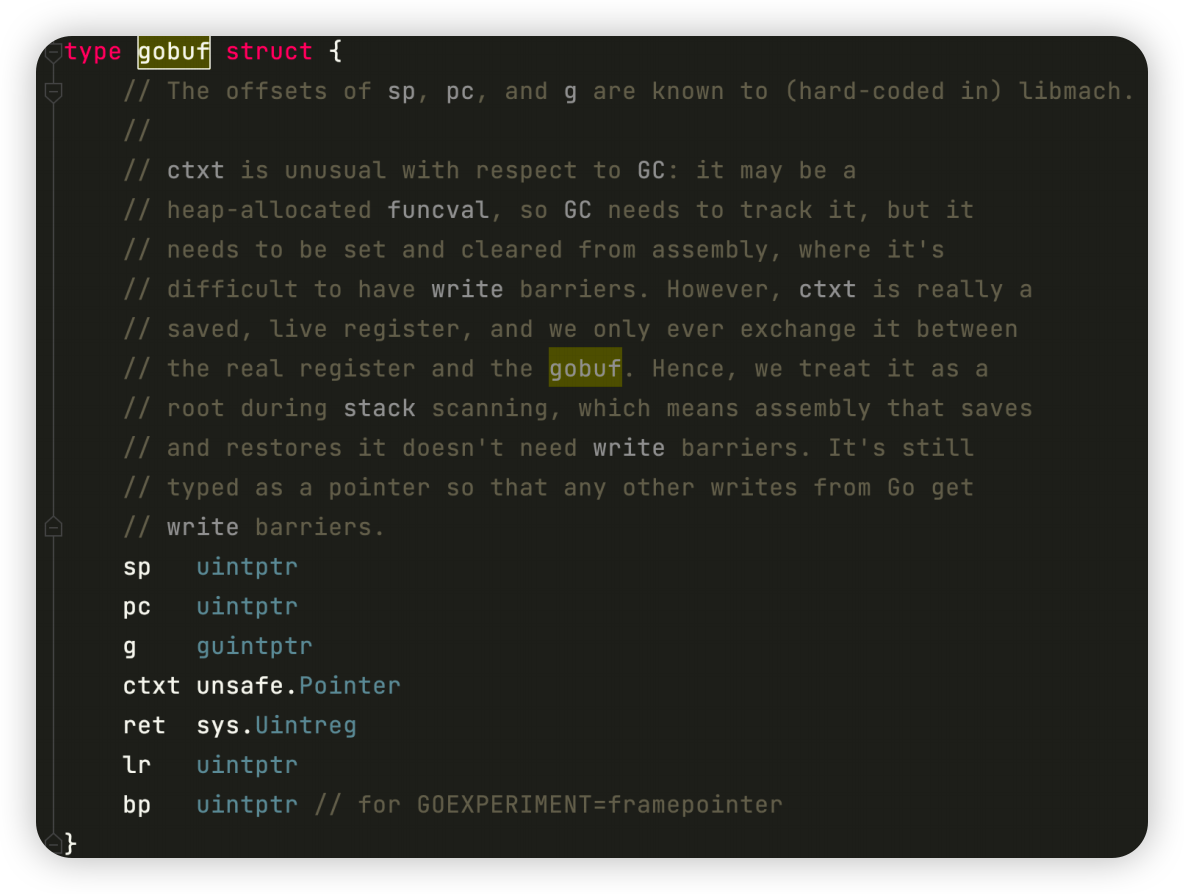 type gobuf struct {
// The offsets of sp, pc, and g are known to (hard-coded in) libmach.
//
// ctxt is unusual with respect to GC: it may be a
// heap-allocated funcval, so GC needs to track it, but it
// needs to be set and cleared from assembly, where it's
// difficult to have write barriers. However, ctxt is really a
// saved, live register, and we only ever exchange it between
// the real register and the gobuf. Hence, we treat it as a
// root during stack scanning, which means assembly that saves
// and restores it doesn't need write barriers. It's still
// typed as a pointer so that any other writes from Go get
// write barriers.
sp   uintptr
pc   uintptr
g    guintptr
ctxt unsafe.Pointer
ret  sys.Uintreg
lr   uintptr
bp   uintptr // for GOEXPERIMENT=framepointer
}